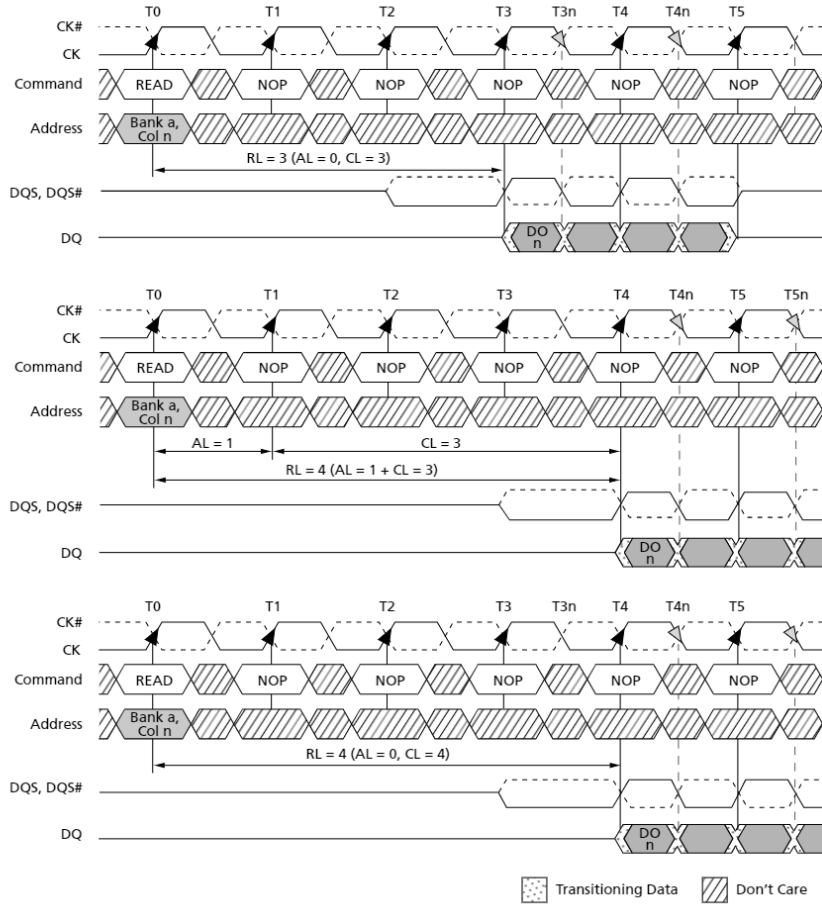 T0 T1 T2 T3 T3n T4 T4n T5
CK#
CK
Command READ NOP NOP NOP NOP NOP
Address Bank a,
Col n
RL = 3 (AL = 0, CL = 3)
DQS, DQS#
DQ DO
n
T0 T1 T2 T3 T4 T4n T5 T5n
CK#
CK
Command READ NOP NOP NOP NOP NOP
Address Bank a,
Col n
AL = 1 CL = 3
RL = 4 (AL = 1 + CL = 3)
DQS, DQS#
DQ DO
n
T0 T1 T2 T3 T3n T4 T4n T5
CK#
CK
Command READ NOP NOP NOP NOP NOP
Address Bank a,
Col n
RL = 4 (AL = 0, CL = 4)
DQS, DQS#
DQ DO
n
Transitioning Data Don't Care